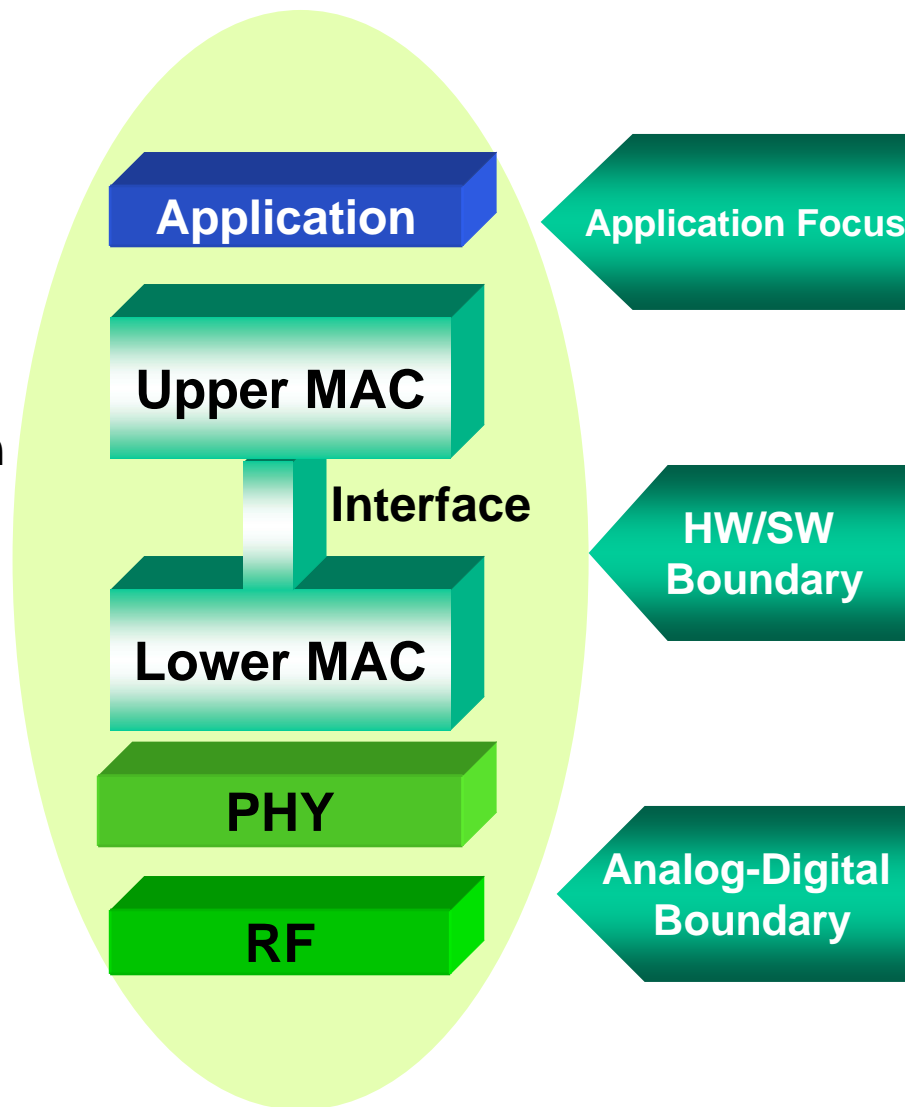 Application
Application Focus
Upper MAC
n
Interface
HW/SW
Boundary
Lower MAC
PHY
Analog-Digital
Boundary
RF